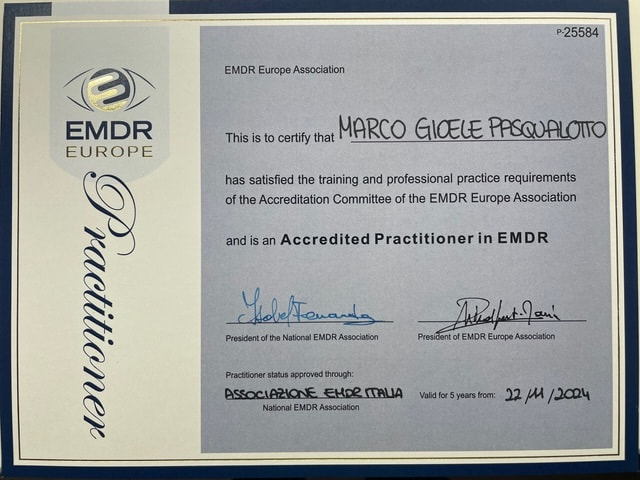 P-25584
EMDR
EUROPE
Practitioner
EMDR Europe Association
This is to certify that MARCO GIOELE PASQUALOTTO
has satisfied the training and professional practice requirements
of the Accreditation Committee of the EMDR Europe Association
and is an Accredited Practitioner in EMDR
President of the National EMDR Association
President of EMDR Europe Association
Practitioner status approved through:
ASSOCIAZIONE EMDR ITALIA
National EMDR Association
Valid for 5 years from: 22/11/2024